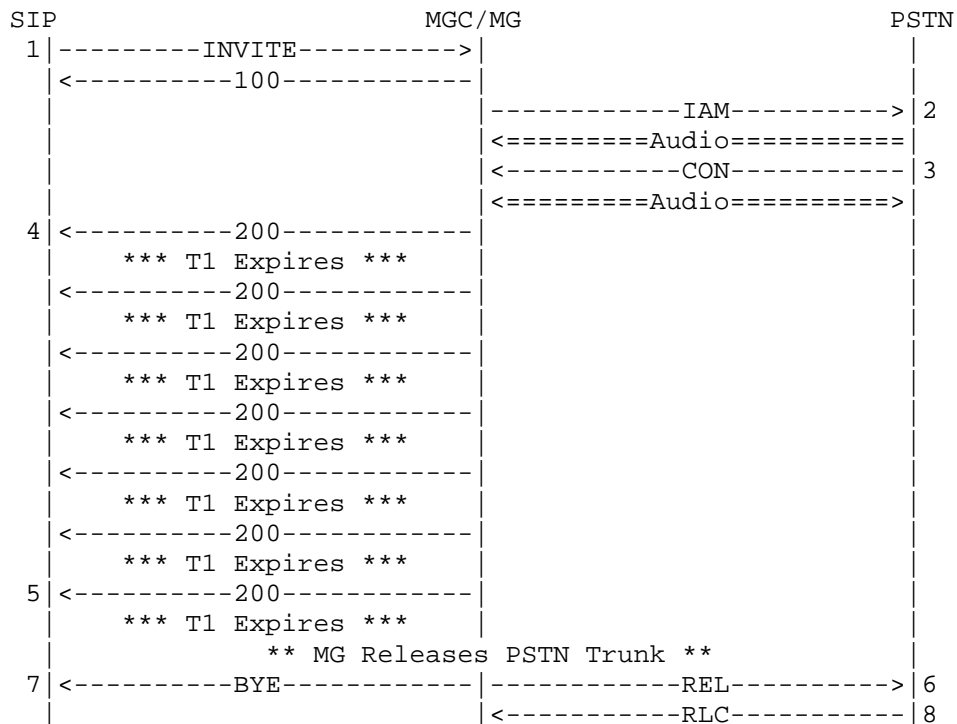 SIP                       MGC/MG                       PSTN
 1|---------INVITE---------->|                          |
  |<----------100------------|                          |
  |                          |------------IAM---------->|2
  |                          |<=========Audio===========|
  |                          |<-----------CON-----------|3
  |                          |<=========Audio==========>|
 4|<----------200------------|                          |
  |    *** T1 Expires ***    |                          |
  |<----------200------------|                          |
  |    *** T1 Expires ***    |                          |
  |<----------200------------|                          |
  |    *** T1 Expires ***    |                          |
  |<----------200------------|                          |
  |    *** T1 Expires ***    |                          |
  |<----------200------------|                          |
  |    *** T1 Expires ***    |                          |
  |<----------200------------|                          |
  |    *** T1 Expires ***    |                          |
 5|<----------200------------|                          |
  |    *** T1 Expires ***    |                          |
  |             ** MG Releases PSTN Trunk **            |
 7|<----------BYE------------|------------REL---------->|6
  |                          |<-----------RLC-----------|8